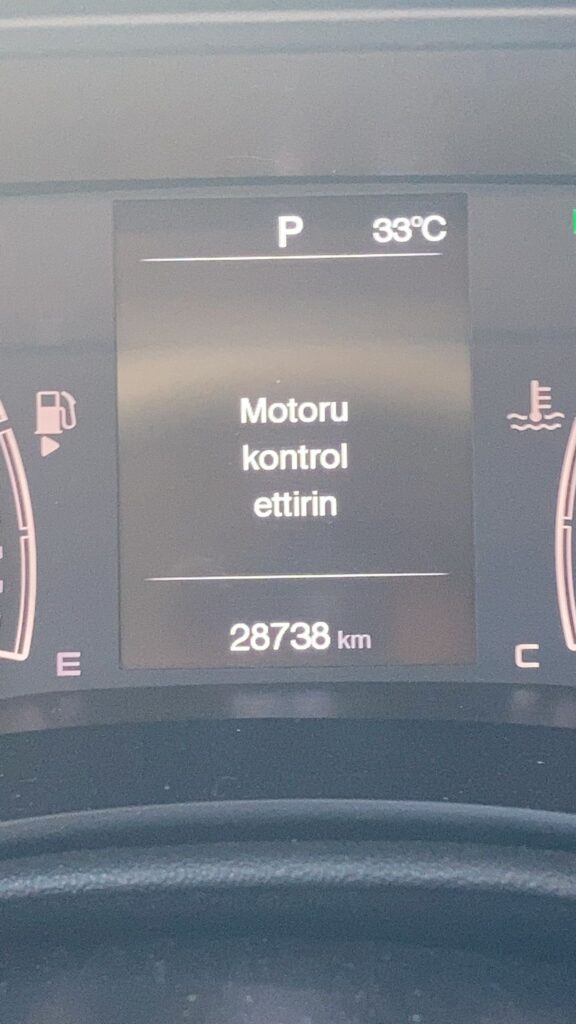 P 33°C
Motoru
kontrol
ettirin
28738 km
E
C